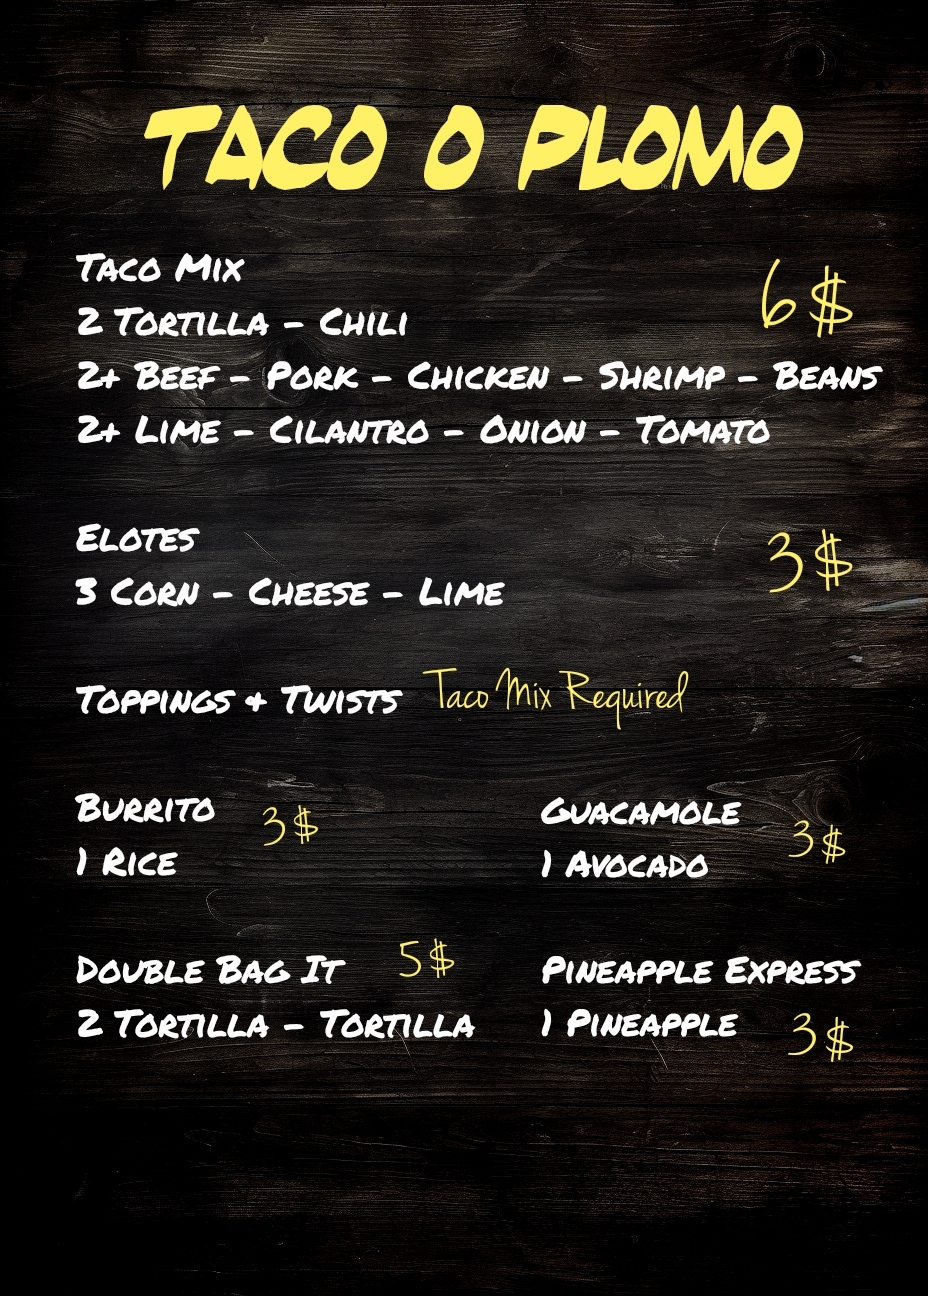 TACO O PLOMO
TACO MIX
6$
2 TORTILLA – CHILI
2+ BEEF – PORK – CHICKEN – SHRIMP – BEANS
2+ LIME – CILANTRO – ONION – TOMATO
ELOTES
3$
3 CORN – CHEESE – LIME
TOPPINGS + TWISTS Taco Mix Required
BURRITO
3$
1 RICE
GUACAMOLE
3$
1 AVOCADO
DOUBLE BAG IT 5$
2 TORTILLA – TORTILLA
PINEAPPLE EXPRESS
1 PINEAPPLE 3$